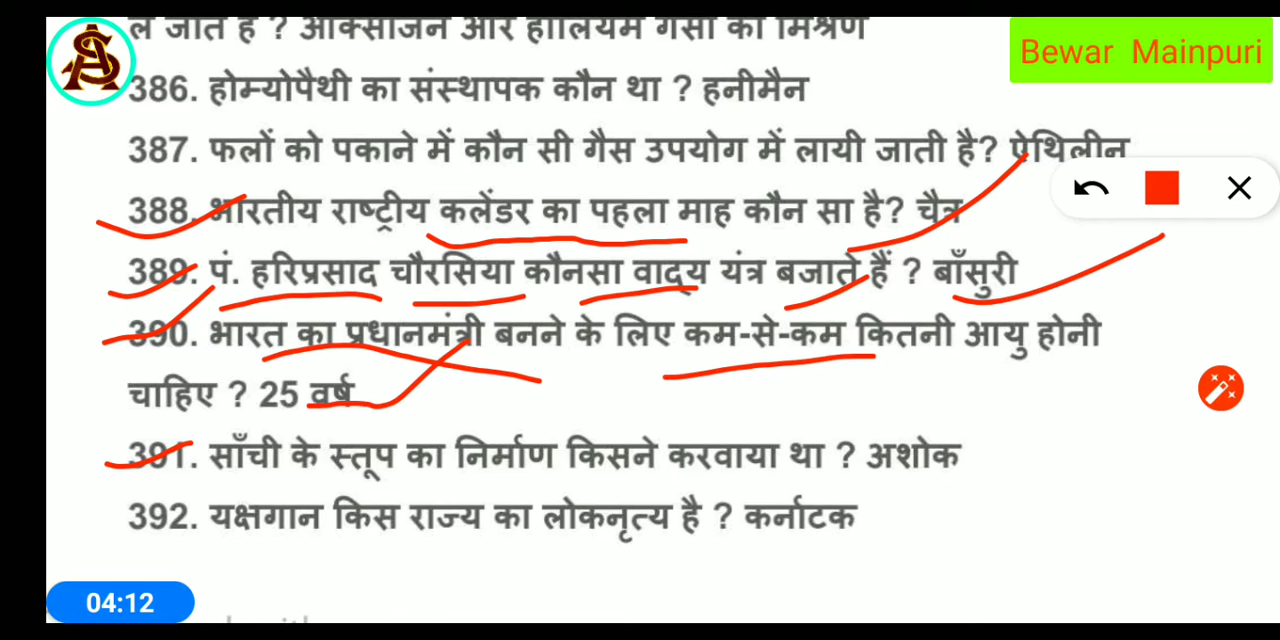 ले जाते है ? ऑक्सीजन और हीलियम गैसों का मिश्रण
Bewar Mainpuri
386. होम्योपैथी का संस्थापक कौन था ? हनीमैन
387. फलों को पकाने में कौन सी गैस उपयोग में लायी जाती है? ऐथिलीन
388. भारतीय राष्ट्रीय कलेंडर का पहला माह कौन सा है? चैत्र
389. पं. हरिप्रसाद चौरसिया कौनसा वाद्य यंत्र बजाते हैं ? बाँसुरी
390. भारत का प्रधानमंत्री बनने के लिए कम-से-कम कितनी आयु होनी
चाहिए ? 25 वर्ष
391. साँची के स्तूप का निर्माण किसने करवाया था ? अशोक
392. यक्षगान किस राज्य का लोकनृत्य है ? कर्नाटक
04:12